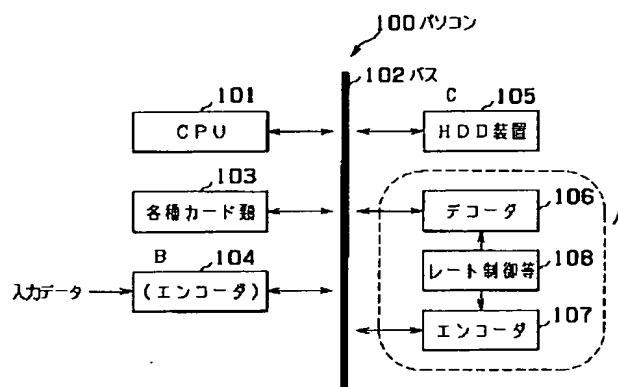 100 パソコン
102 バス
101
CPU
C
105
HDD装置
103
各種カード類
106
デコーダ
A
B
104
入力データ
(エンコーダ)
108
レート制御等
107
エンコーダ